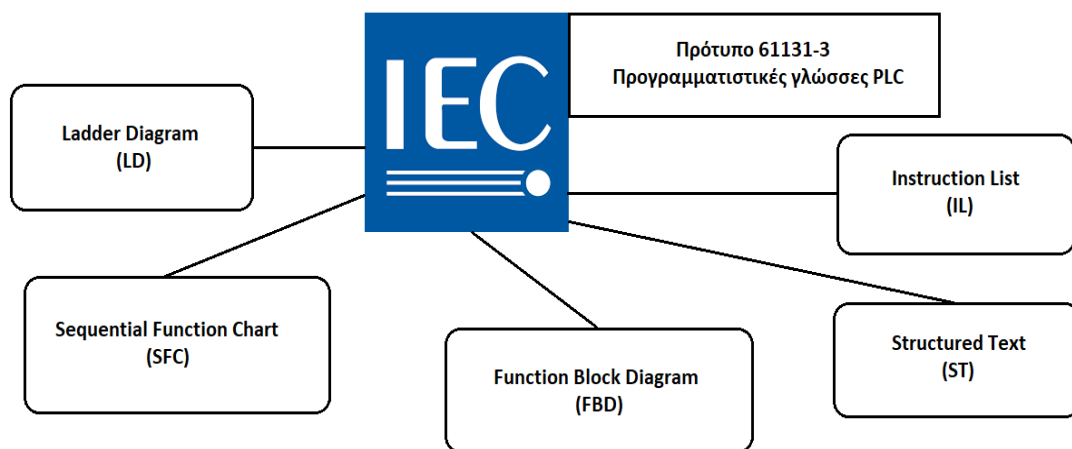 IEC
Πρότυπο 61131-3
Προγραμματιστικές γλώσσες PLC
Ladder Diagram
(LD)
Instruction List
(IL)
Sequential Function Chart
(SFC)
Function Block Diagram
(FBD)
Structured Text
(ST)